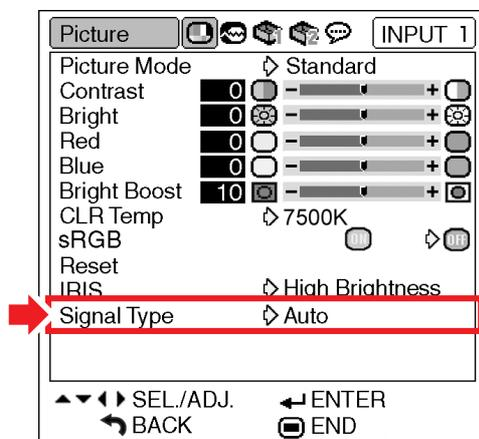 Picture INPUT 1
Picture Mode Standard
Contrast 0 - +
Bright 0 - +
Red 0 - +
Blue 0 - +
Bright Boost 10 - +
CLR Temp 7500K
sRGB ON OFF
Reset
IRIS High Brightness
Signal Type Auto
SEL./ADJ. ENTER
BACK END